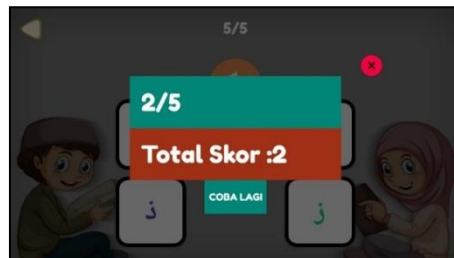 5/5
2/5
Total Skor :2
COBA LAGI
ذ
ز